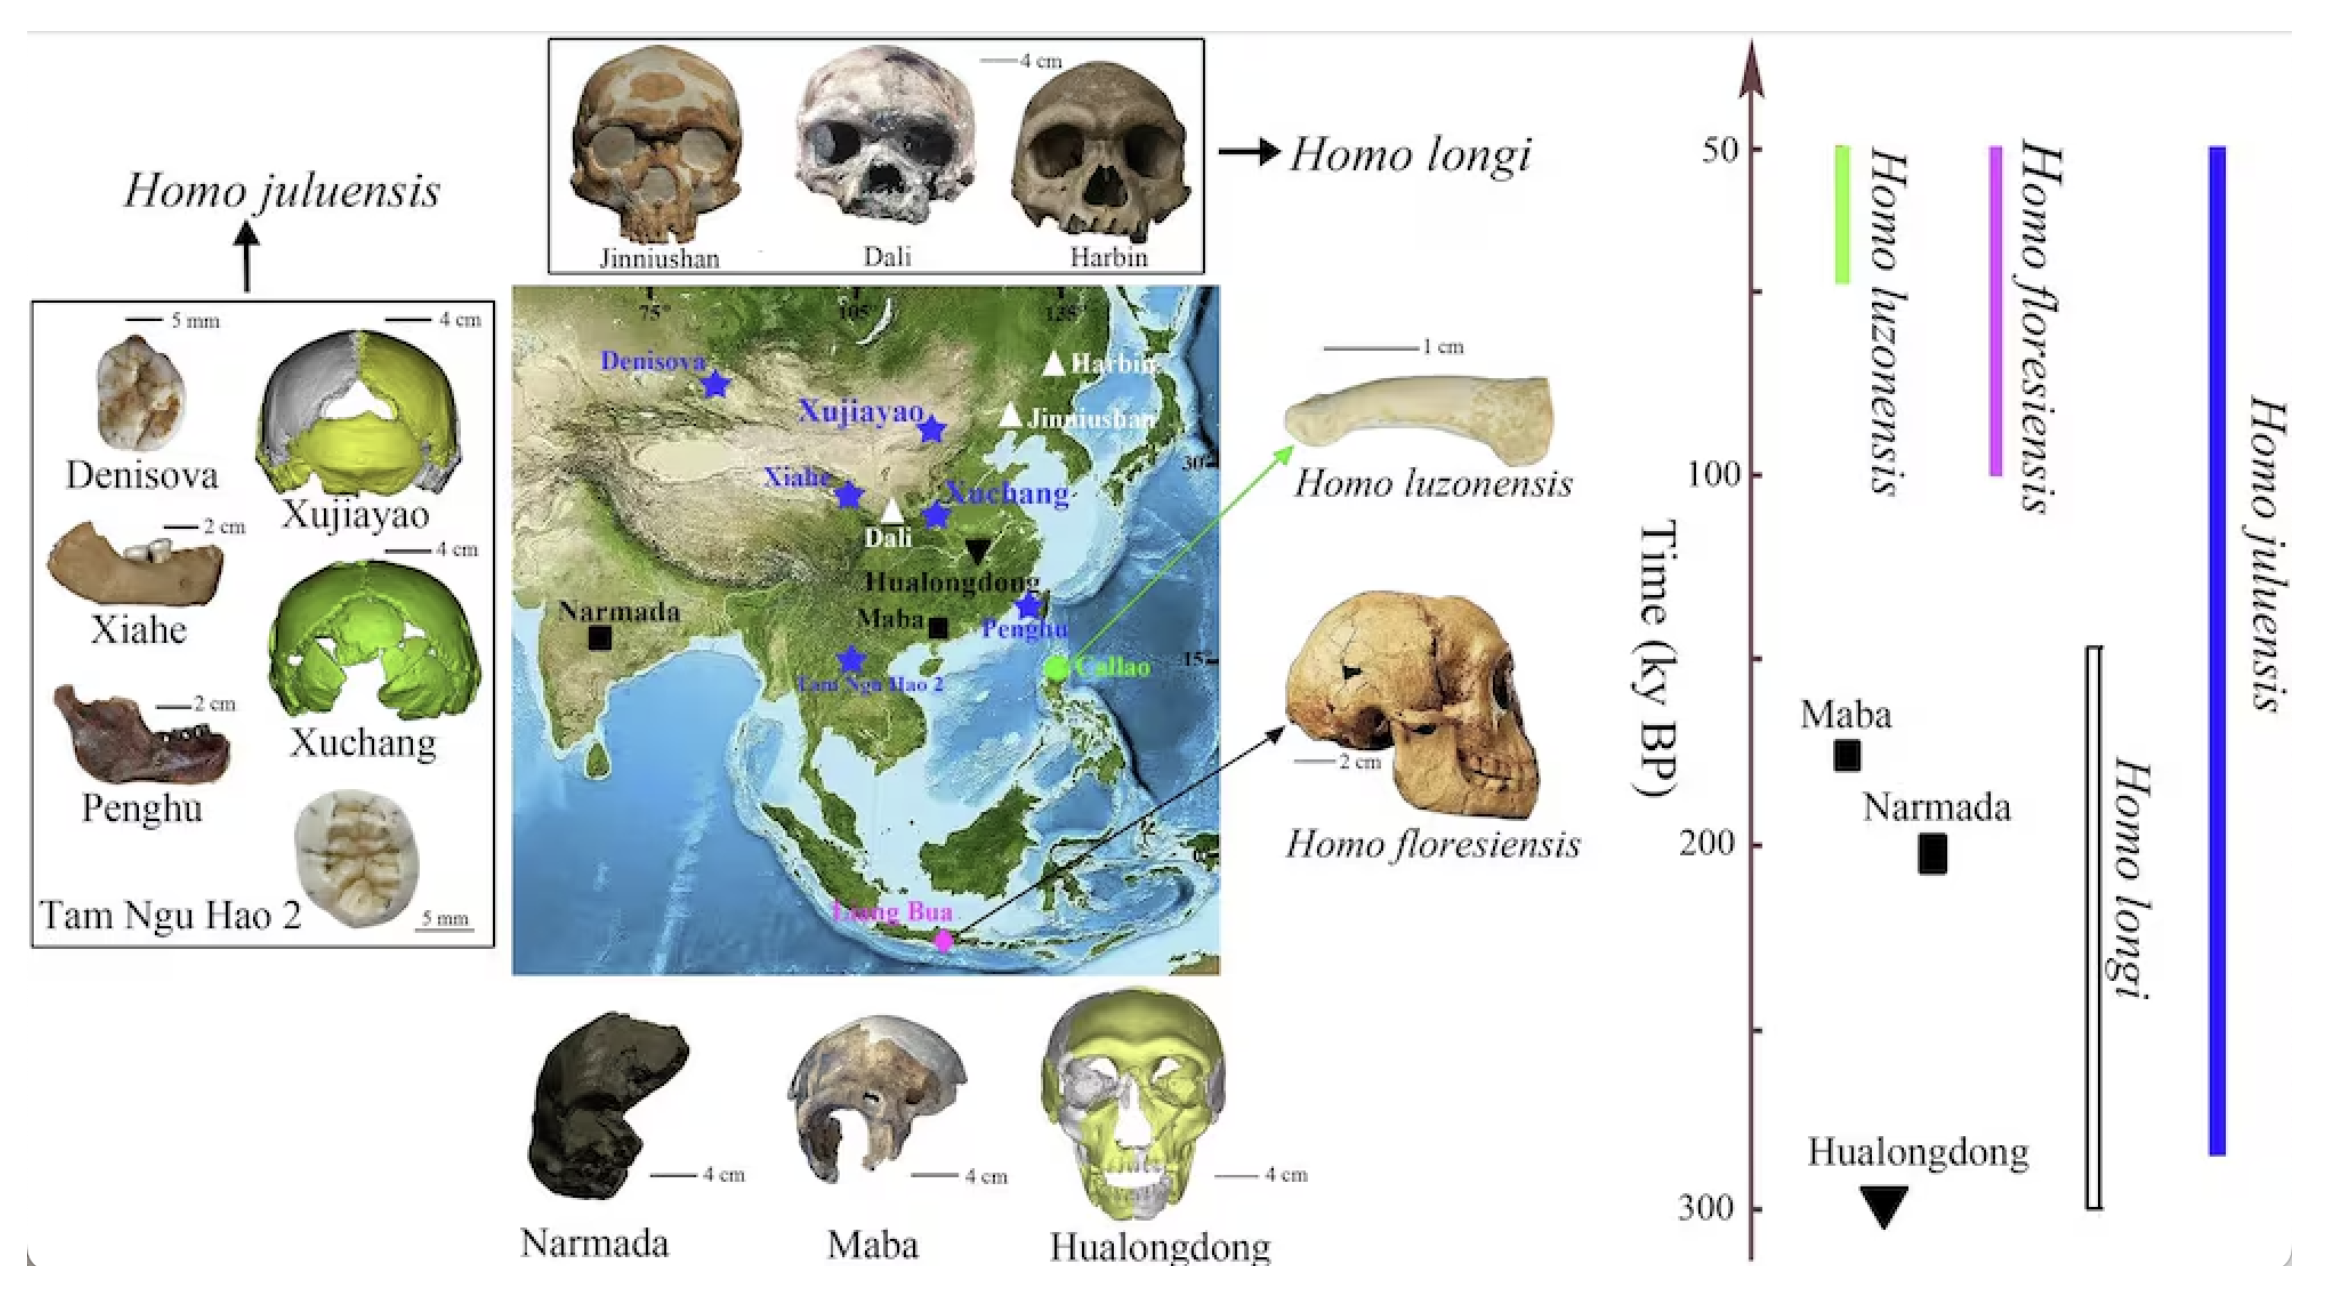 4 cm
Jinniushan
Dali
Harbin
Homo longi
Homo juluensis
5 mm
4 cm
Denisova
Xujiayao
2 cm
4 cm
Xiahe
Xuchang
2 cm
Penghu
Tam Ngu Hao 2
5 mm
75°
105°
135°
Denisova
Harbin
Xujiayao
Jinniushan
30°
Xiahe
Xuchang
Dali
Hualongdong
Narmada
Maba
Penghu
15°
Callao
Tam Ngu Hao 2
0°
Liang Bua
1 cm
Homo luzonensis
2 cm
Homo floresiensis
4 cm
4 cm
4 cm
Narmada
Maba
Hualongdong
Time (ky BP)
50
100
200
300
Homo luzonensis
Homo floresiensis
Homo juluensis
Maba
Narmada
Homo longi
Hualongdong